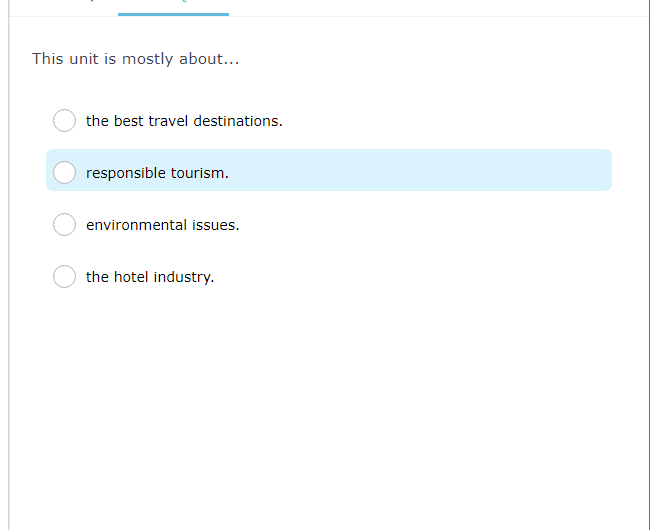 This unit is mostly about...
the best travel destinations.
responsible tourism.
environmental issues.
the hotel industry.